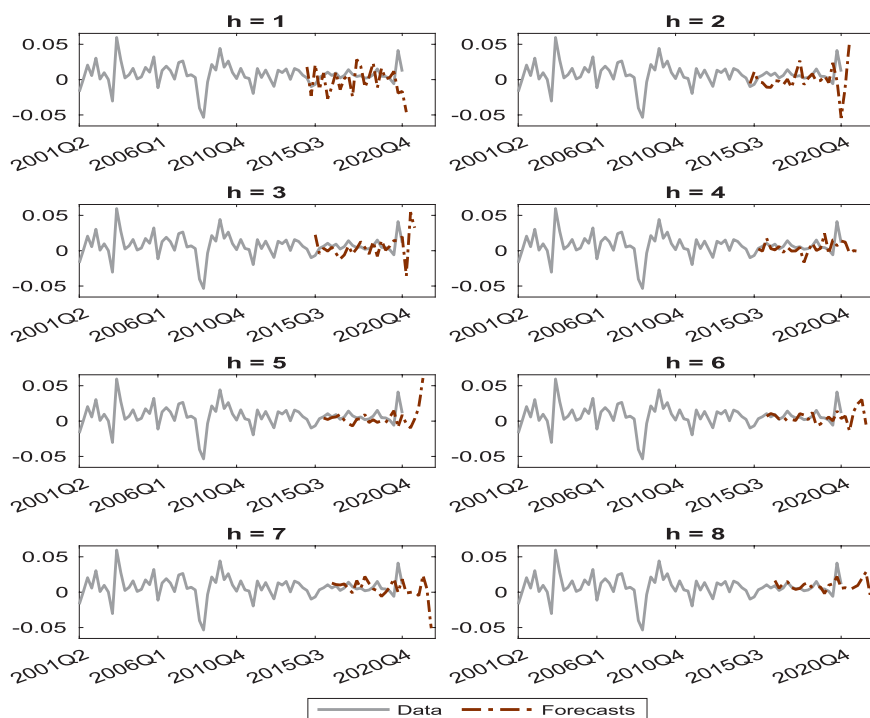 h = 1
h = 2
0.05
0
-0.05
2001Q2
2006Q1
2010Q4
2015Q3
2020Q4
0.05
0
-0.05
2001Q2
2006Q1
2010Q4
2015Q3
2020Q4
h = 3
h = 4
0.05
0
-0.05
2001Q2
2006Q1
2010Q4
2015Q3
2020Q4
0.05
0
-0.05
2001Q2
2006Q1
2010Q4
2015Q3
2020Q4
h = 5
h = 6
0.05
0
-0.05
2001Q2
2006Q1
2010Q4
2015Q3
2020Q4
0.05
0
-0.05
2001Q2
2006Q1
2010Q4
2015Q3
2020Q4
h = 7
h = 8
0.05
0
-0.05
2001Q2
2006Q1
2010Q4
2015Q3
2020Q4
0.05
0
-0.05
2001Q2
2006Q1
2010Q4
2015Q3
2020Q4
Data Forecasts